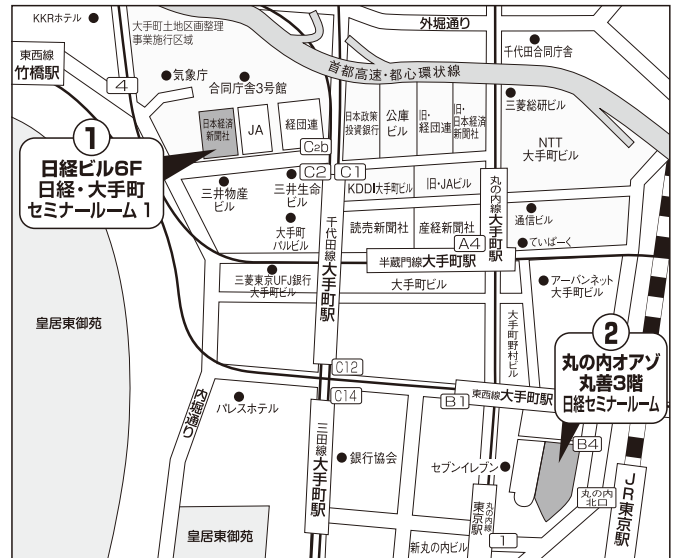 KKRホテル
大手町土地区画整理
事業施行区域
外堀通り
千代田合同庁舎
東西線
竹橋駅
4
気象庁
合同庁舎3号館
首都高速・都心環状線
三菱総研ビル
日本経済
新聞社
JA
経団連
日本政策
投資銀行
公庫
ビル
旧・
経団連
旧・
日本経済
新聞社
NTT
大手町ビル
1
日経ビル6F
日経・大手町
セミナールーム 1
C2b
C2
C1
三井物産
ビル
三井生命
ビル
KDDI大手町ビル
旧・JAビル
丸の内線
大手町駅
大手町
パルビル
千代田線
大手町駅
読売新聞社
産経新聞社
通信ビル
A4
ていぱーく
半蔵門線大手町駅
三菱東京UFJ銀行
大手町ビル
大手町ビル
アーバンネット
大手町ビル
皇居東御苑
大手町野村ビル
2
丸の内オアゾ
丸善3階
日経セミナールーム
C12
C14
東西線大手町駅
B1
B4
内堀通り
パレスホテル
三田線
大手町駅
銀行協会
セブンイレブン
丸の内線
東京駅
丸の内
北口
JR東京駅
1
皇居東御苑
新丸の内ビル